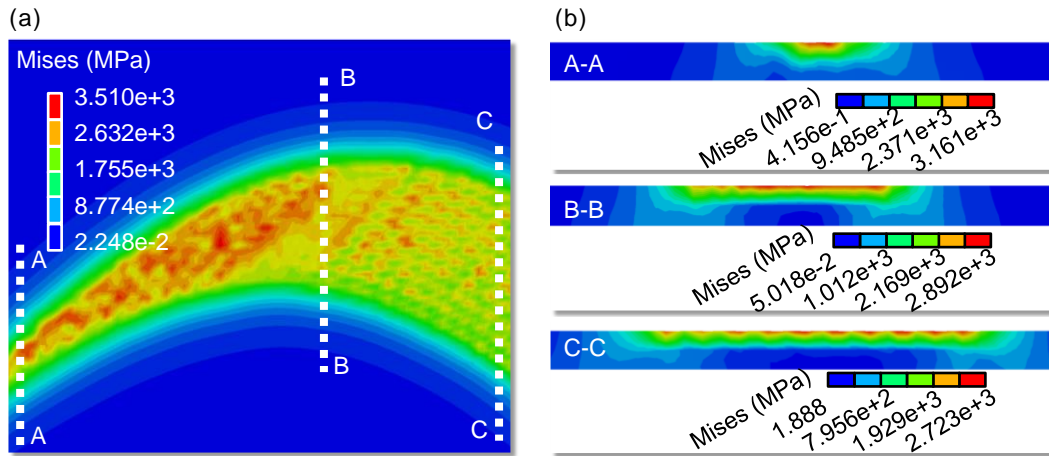 (a)
Mises (MPa)
3.510e+3
2.632e+3
1.755e+3
8.774e+2
2.248e-2
A
A
B
B
C
C
(b)
A-A
Mises (MPa)
4.156e-1
9.485e+2
2.371e+3
3.161e+3
B-B
Mises (MPa)
5.018e-2
1.012e+3
2.169e+3
2.892e+3
C-C
Mises (MPa)
1.888
7.956e+2
1.929e+3
2.723e+3